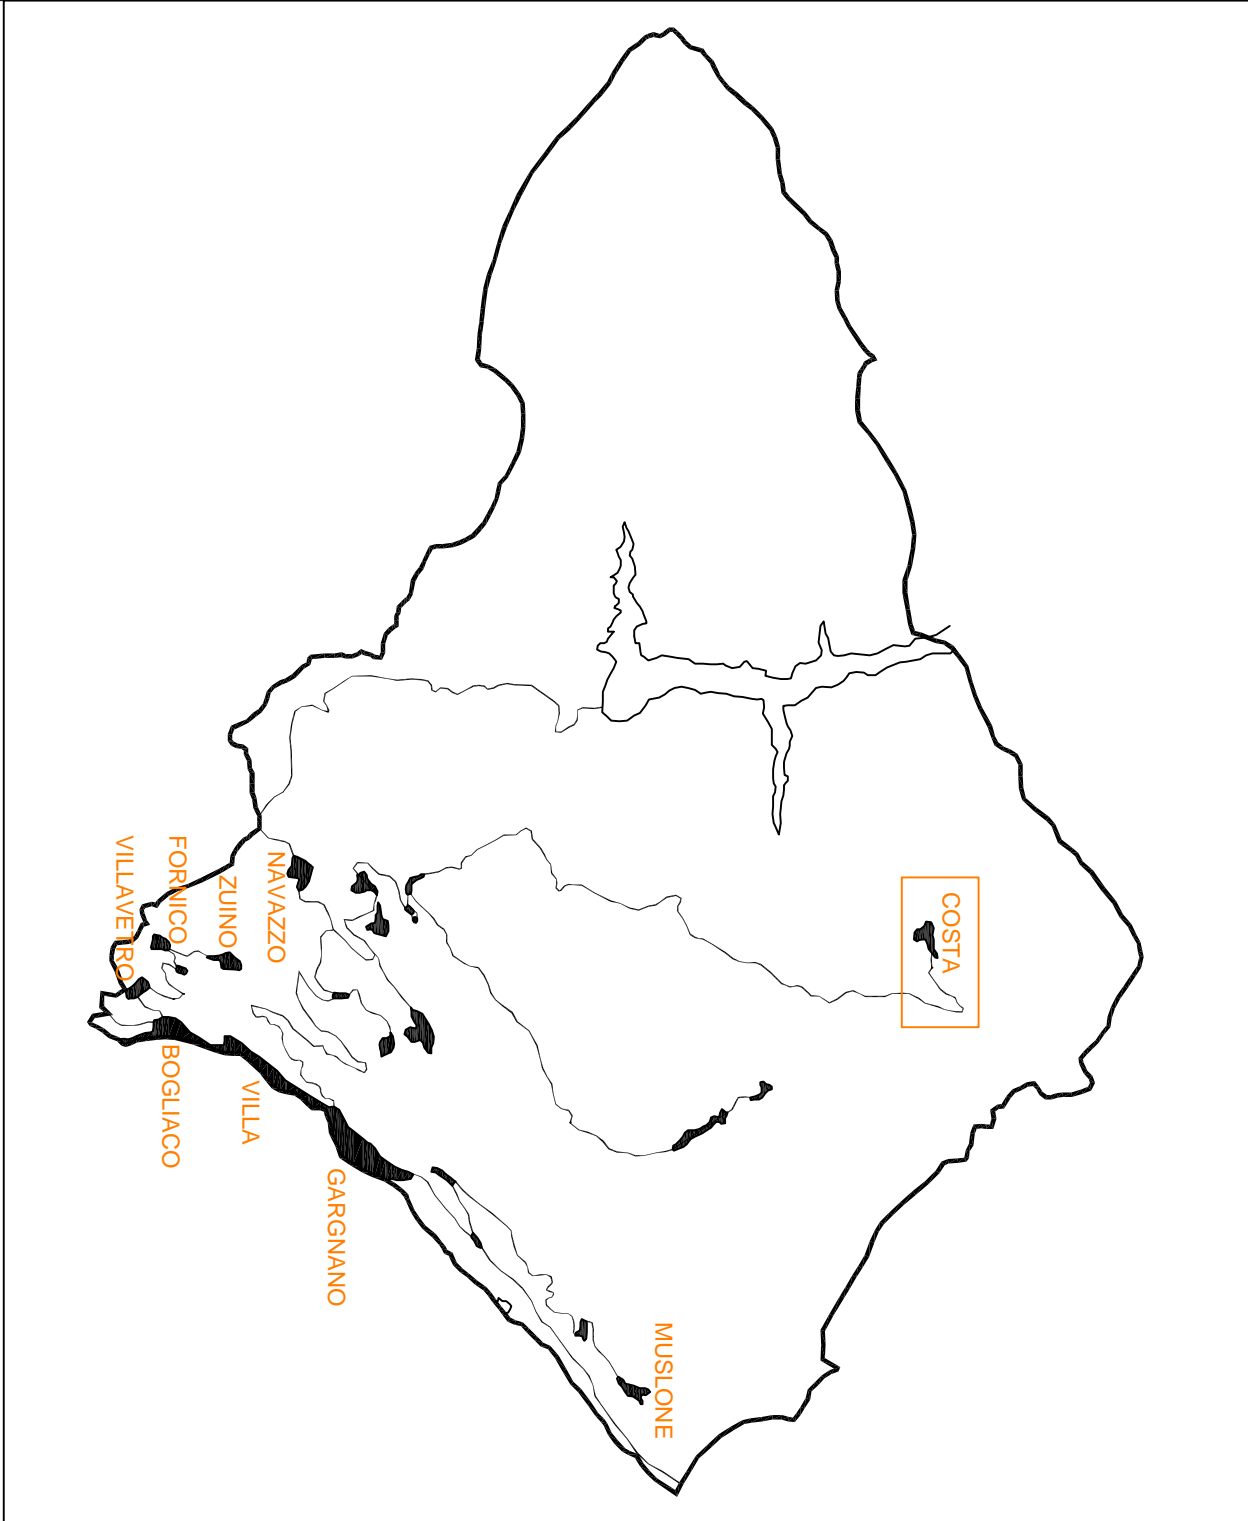 COSTA
MUSLONE
GARGNANO
NAVAZZO
VILLA
ZUINO
FORNICO
BOGLIACO
VILLAVETRO